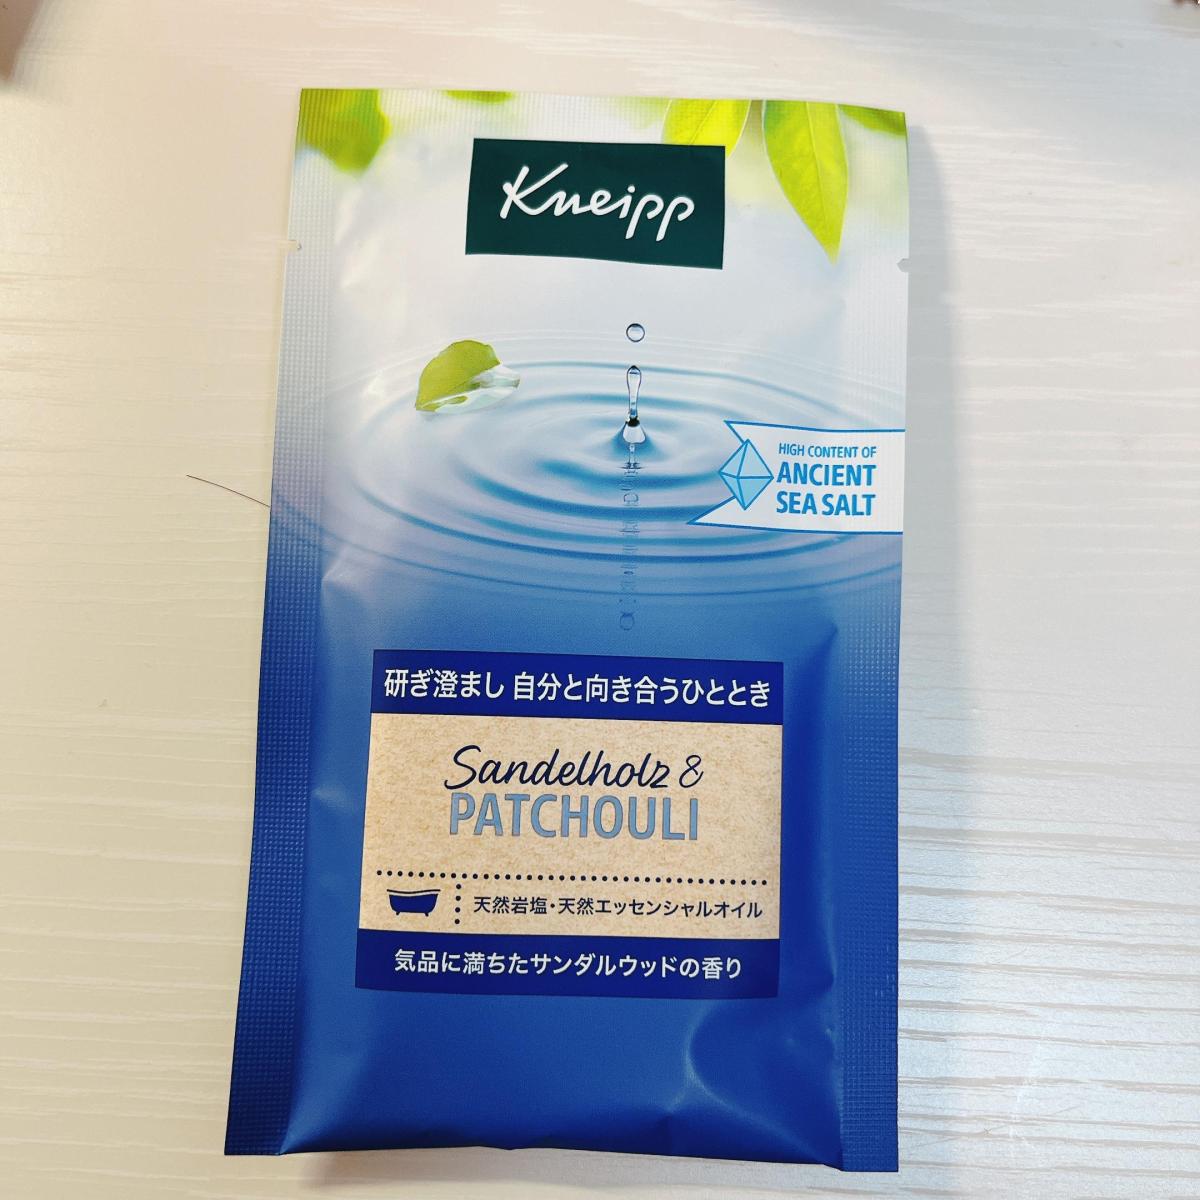 Kneipp
HIGH CONTENT OF
ANCIENT
SEA SALT
研ぎ澄まし 自分と向き合うひととき
Sandelholz &
PATCHOULI
天然岩塩・天然エッセンシャルオイル
気品に満ちたサンダルウッドの香り